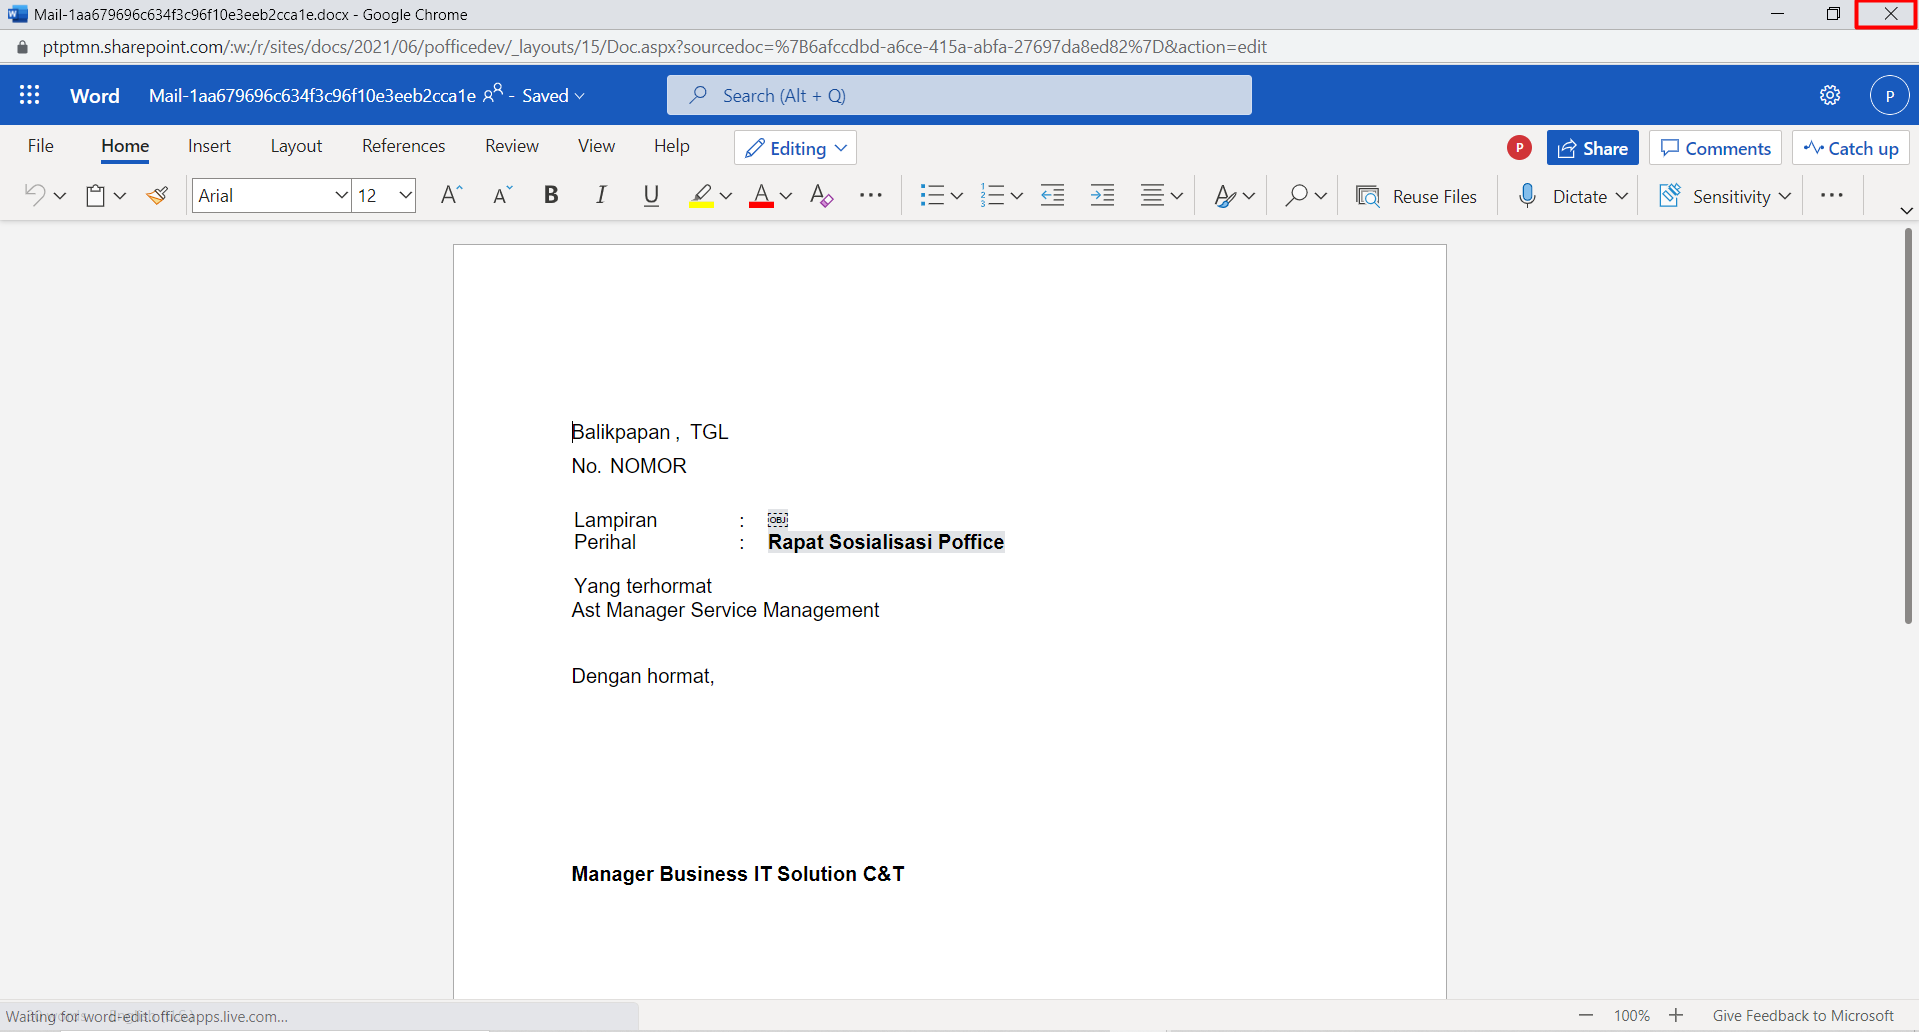 Mail-1aa679696c634f3c96f10e3eeb2cca1e.docx - Google Chrome
ptptmn.sharepoint.com/:w:/r/sites/docs/2021/06/pofficedev/_layouts/15/Doc.aspx?sourcedoc=%7B6afccdbd-a6ce-415a-abfa-27697da8ed82%7D&action=edit
Word Mail-1aa679696c634f3c96f10e3eeb2cca1e - Saved Search (Alt + Q) P
File Home Insert Layout References Review View Help Editing P Share Comments Catch up
Arial 12 A A B I U A A Reuse Files Dictate Sensitivity
Balikpapan , TGL
No. NOMOR
Lampiran : OBJ
Perihal : Rapat Sosialisasi Poffice
Yang terhormat
Ast Manager Service Management
Dengan hormat,
Manager Business IT Solution C&T
Waiting for word-edit.officeapps.live.com... 100% Give Feedback to Microsoft